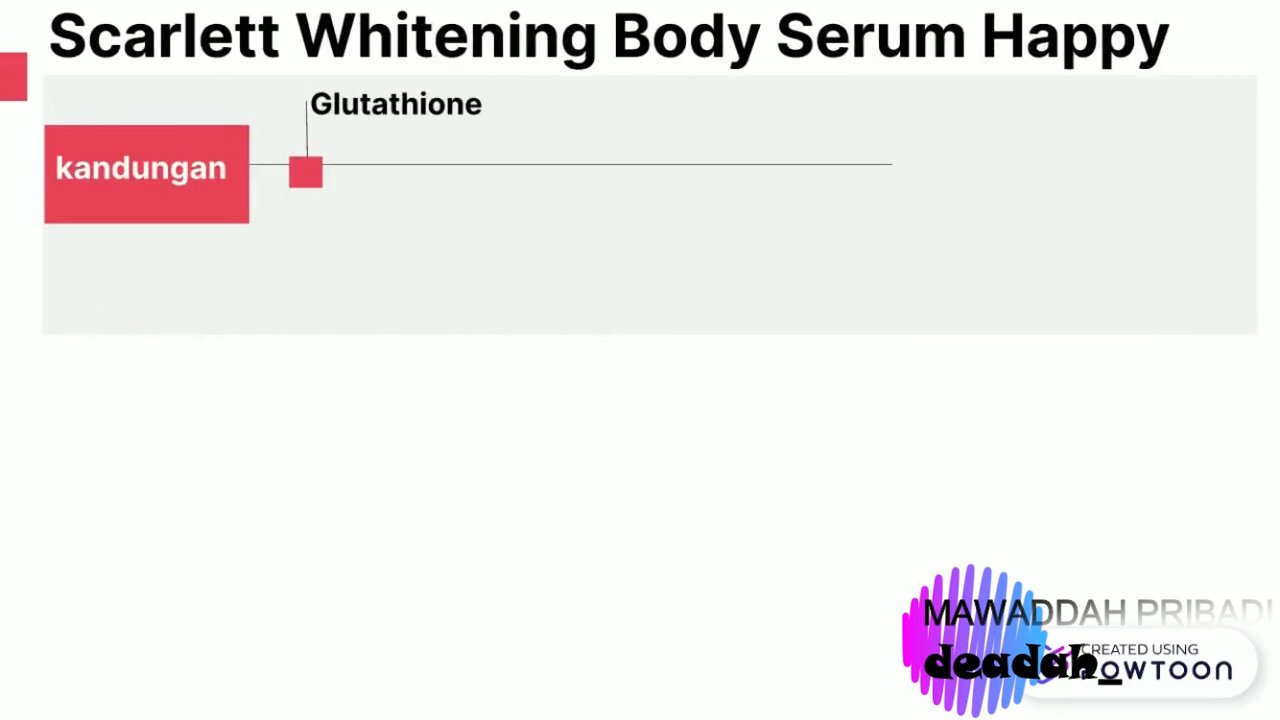 Scarlett Whitening Body Serum Happy
Glutathione
kandungan
MAWADDAH PRIBADI
CREATED USING
deadah_
OWTOON